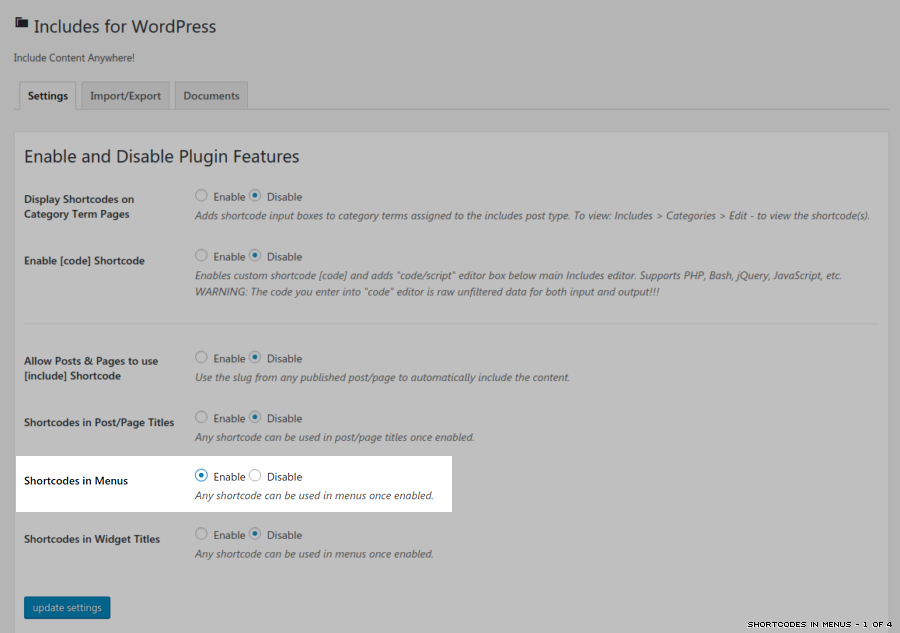 Includes for WordPress
Include Content Anywhere!
Settings Import/Export Documents
Enable and Disable Plugin Features
Display Shortcodes on
Category Term Pages
Enable Disable
Adds shortcode input boxes to category terms assigned to the includes post type. To view: Includes > Categories > Edit - to view the shortcode(s).
Enable [code] Shortcode
Enable Disable
Enables custom shortcode [code] and adds "code/script" editor box below main Includes editor. Supports PHP, Bash, jQuery, JavaScript, etc.
WARNING: The code you enter into "code" editor is raw unfiltered data for both input and output!!!
Allow Posts & Pages to use
[include] Shortcode
Enable Disable
Use the slug from any published post/page to automatically include the content.
Shortcodes in Post/Page Titles
Enable Disable
Any shortcode can be used in post/page titles once enabled.
Shortcodes in Menus
Enable Disable
Any shortcode can be used in menus once enabled.
Shortcodes in Widget Titles
Enable Disable
Any shortcode can be used in menus once enabled.
update settings
SHORTCODES IN MENUS - 1 OF 4